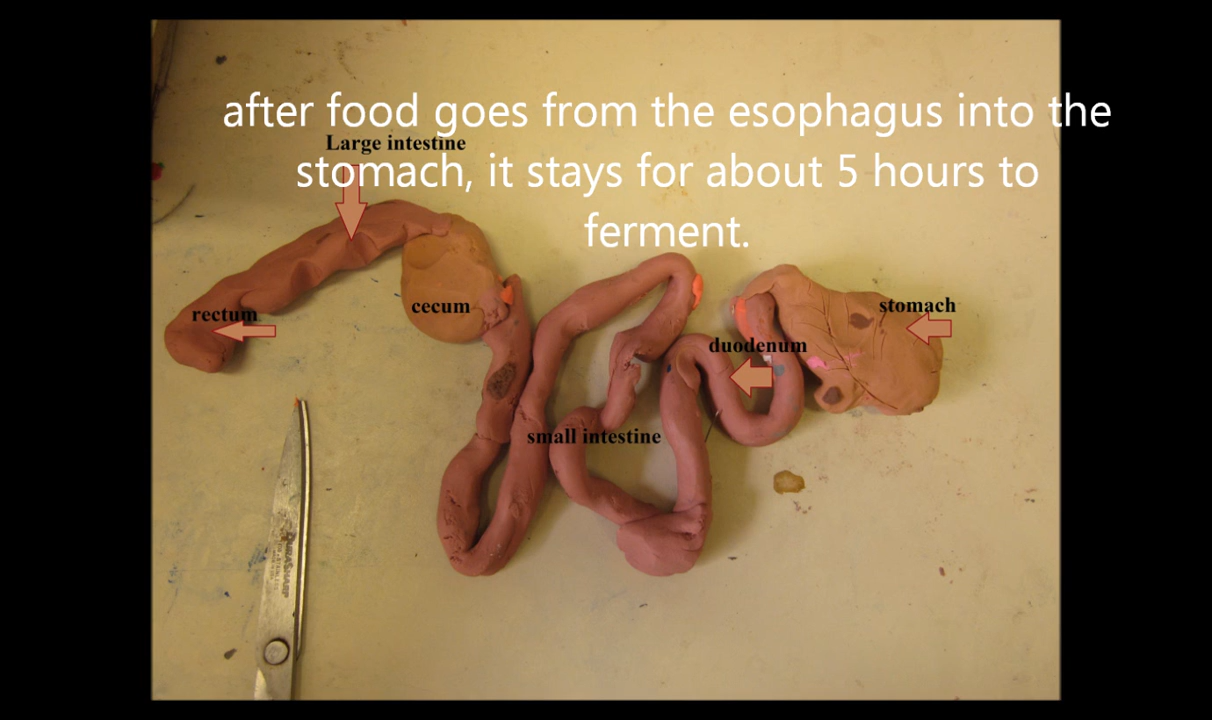 after food goes from the esophagus into the
Large intestine
stomach, it stays for about 5 hours to
ferment.
stomach
cecum
rectum
duodenum
small intestine
DURASHARP